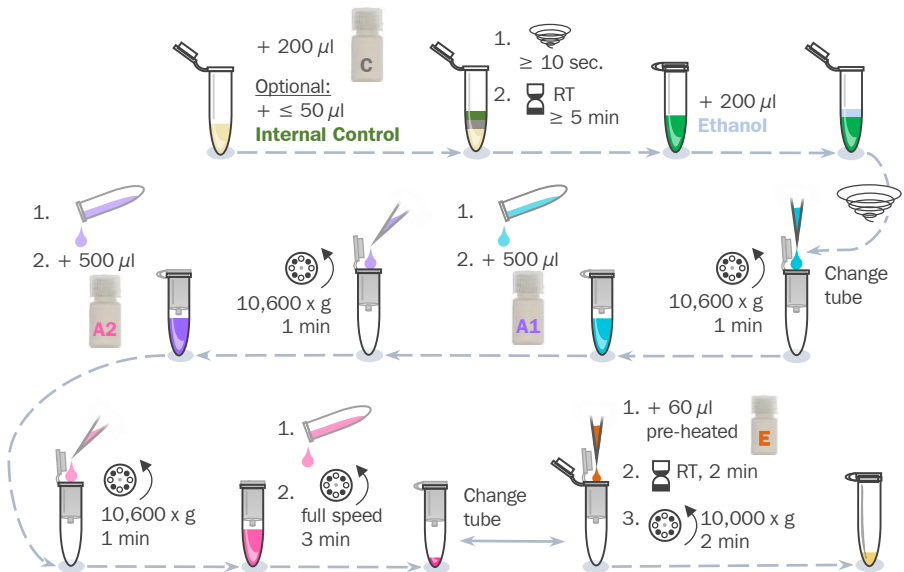 + 200 µl
C
Optional:
+ ≤ 50 µl
Internal Control
1.
≥ 10 sec.
2. RT
≥ 5 min
+ 200 µl
Ethanol
1.
2. + 500 µl
A2
10,600 x g
1 min
1.
2. + 500 µl
A1
10,600 x g
1 min
Change
tube
10,600 x g
1 min
1.
2.
full speed
3 min
Change
tube
1. + 60 µl
pre-heated
E
2. RT, 2 min
3. 10,000 x g
2 min